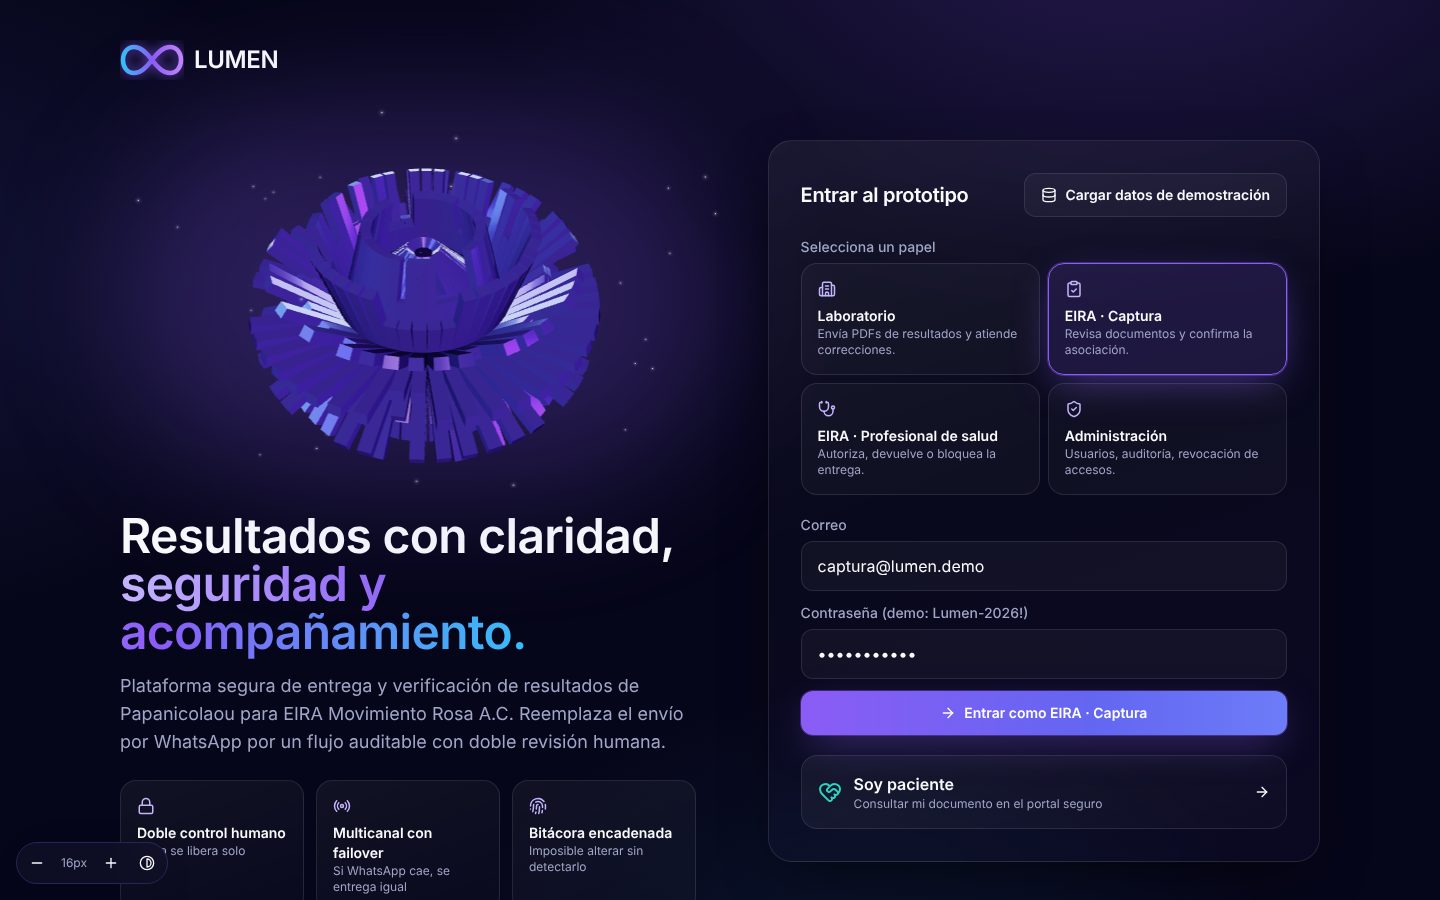 LUMEN
Resultados con claridad,
seguridad y
acompañamiento.
Plataforma segura de entrega y verificación de resultados de
Papanicolaou para EIRA Movimiento Rosa A.C. Reemplaza el envío
por WhatsApp por un flujo auditable con doble revisión humana.
Doble control humano
se libera solo
Multicanal con
failover
Si WhatsApp cae, se
entrega igual
Bitácora encadenada
Imposible alterar sin
detectarlo
16px
Entrar al prototipo
Cargar datos de demostración
Selecciona un papel
Laboratorio
Envía PDFs de resultados y atiende
correcciones.
EIRA · Captura
Revisa documentos y confirma la
asociación.
EIRA · Profesional de salud
Autoriza, devuelve o bloquea la
entrega.
Administración
Usuarios, auditoría, revocación de
accesos.
Correo
captura@lumen.demo
Contraseña (demo: Lumen-2026!)
•••••••••••
Entrar como EIRA · Captura
Soy paciente
Consultar mi documento en el portal seguro